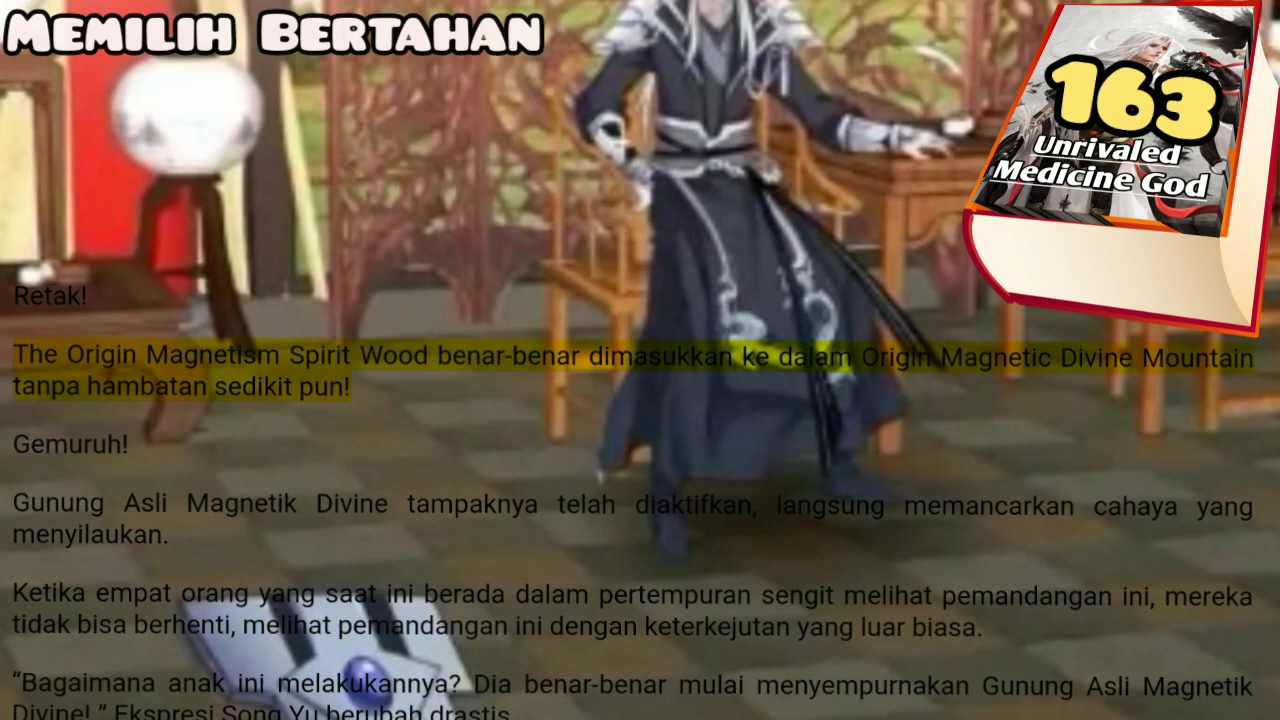 MEMILIH BERTAHAN
163
Unrivaled
Medicine God
Retak!
The Origin Magnetism Spirit Wood benar-benar dimasukkan ke dalam Origin Magnetic Divine Mountain
tanpa hambatan sedikit pun!
Gemuruh!
Gunung Asli Magnetik Divine tampaknya telah diaktifkan, langsung memancarkan cahaya yang
menyilaukan.
Ketika empat orang yang saat ini berada dalam pertempuran sengit melihat pemandangan ini, mereka
tidak bisa berhenti, melihat pemandangan ini dengan keterkejutan yang luar biasa.
“Bagaimana anak ini melakukannya? Dia benar-benar mulai menyempurnakan Gunung Asli Magnetik
Divine! ” Ekspresi Song Yu berubah drastis